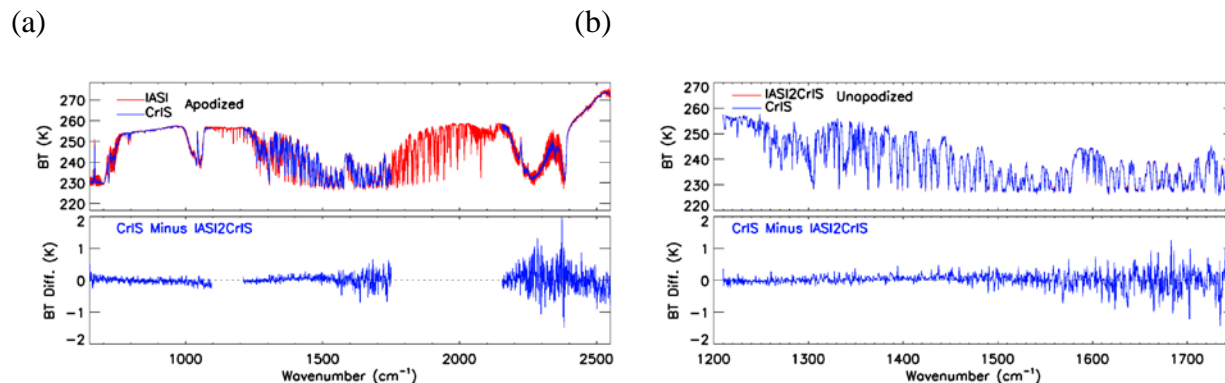 (a)
(b)
BT (K)
270
260
250
240
230
220
IASI
CrIS
Apodized
BT Diff. (K)
2
1
0
-1
-2
CrIS Minus IASI2CrIS
1000
1500
2000
2500
Wavenumber (cm-1)
BT (K)
270
260
250
240
230
220
IASI2CrIS
CrIS
Unapodized
BT Diff. (K)
2
1
0
-1
-2
CrIS Minus IASI2CrIS
1200
1300
1400
1500
1600
1700
Wavenumber (cm-1)